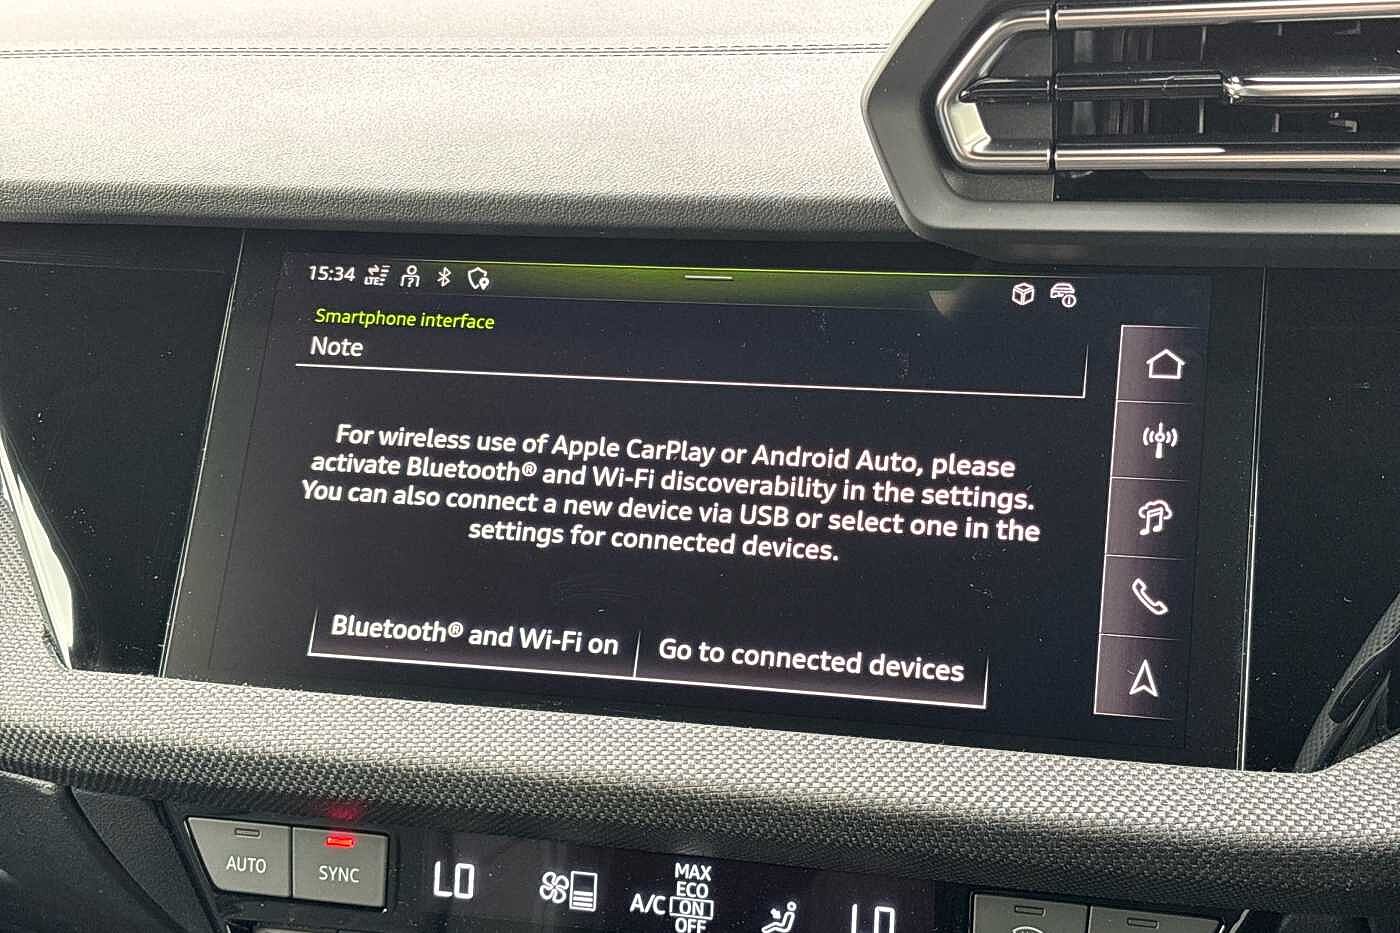 15:34 LTE
Smartphone interface
Note
For wireless use of Apple CarPlay or Android Auto, please
activate Bluetooth® and Wi-Fi discoverability in the settings.
You can also connect a new device via USB or select one in the
settings for connected devices.
Bluetooth® and Wi-Fi on
Go to connected devices
AUTO
SYNC
LO
MAX
ECO
A/C ON
OFF
LO